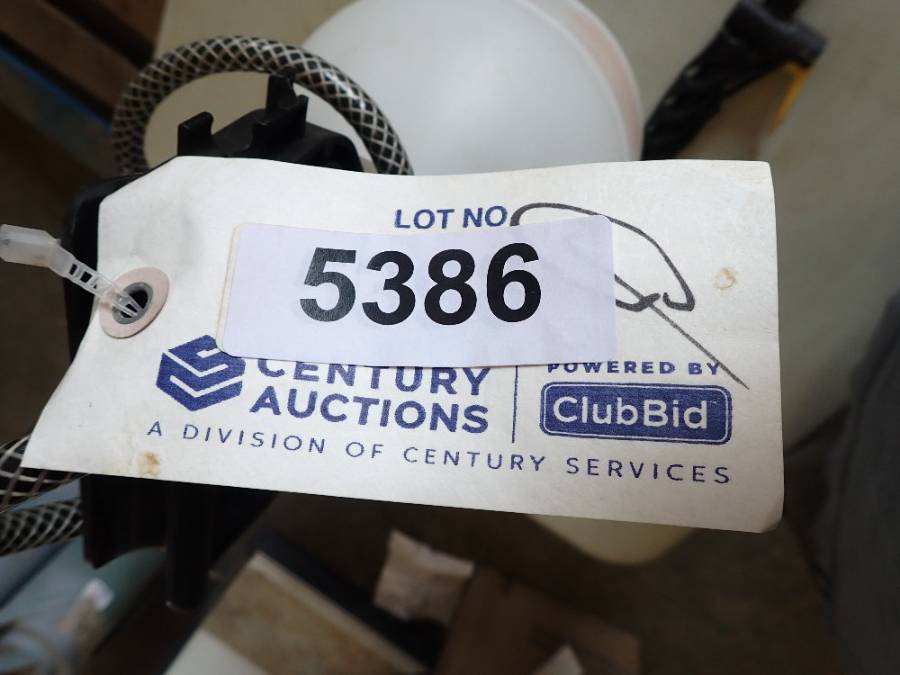 LOT NO
5386
CENTURY
AUCTIONS
A DIVISION OF CENTURY SERVICES
POWERED BY
ClubBid